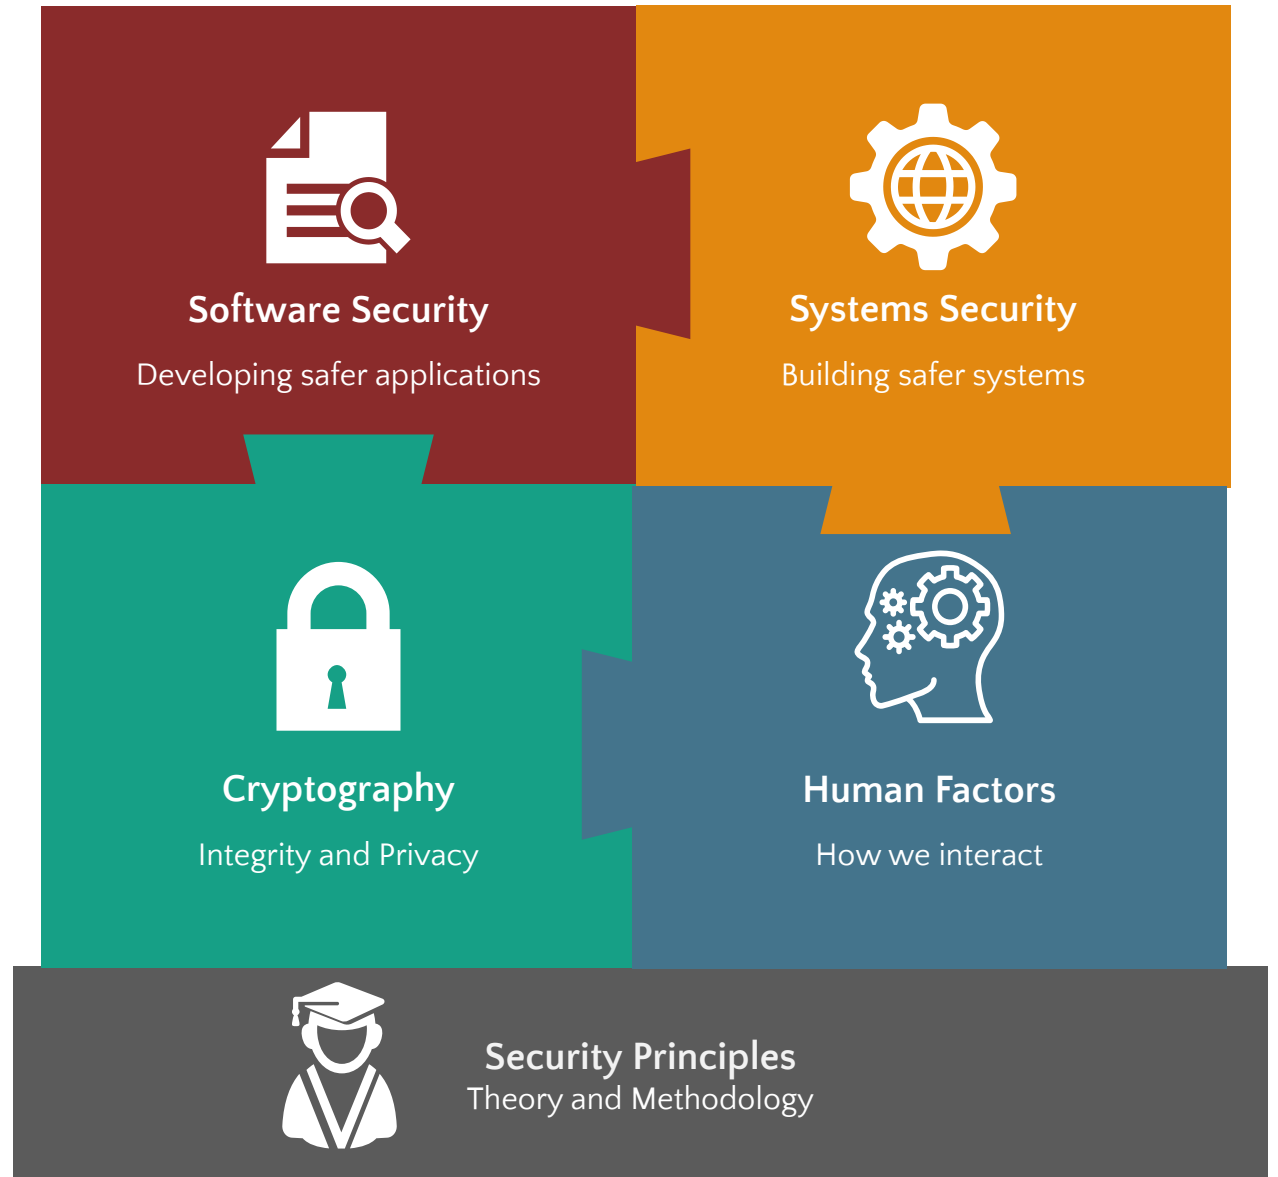 Software Security
Developing safer applications
Systems Security
Building safer systems
Cryptography
Integrity and Privacy
Human Factors
How we interact
Security Principles
Theory and Methodology